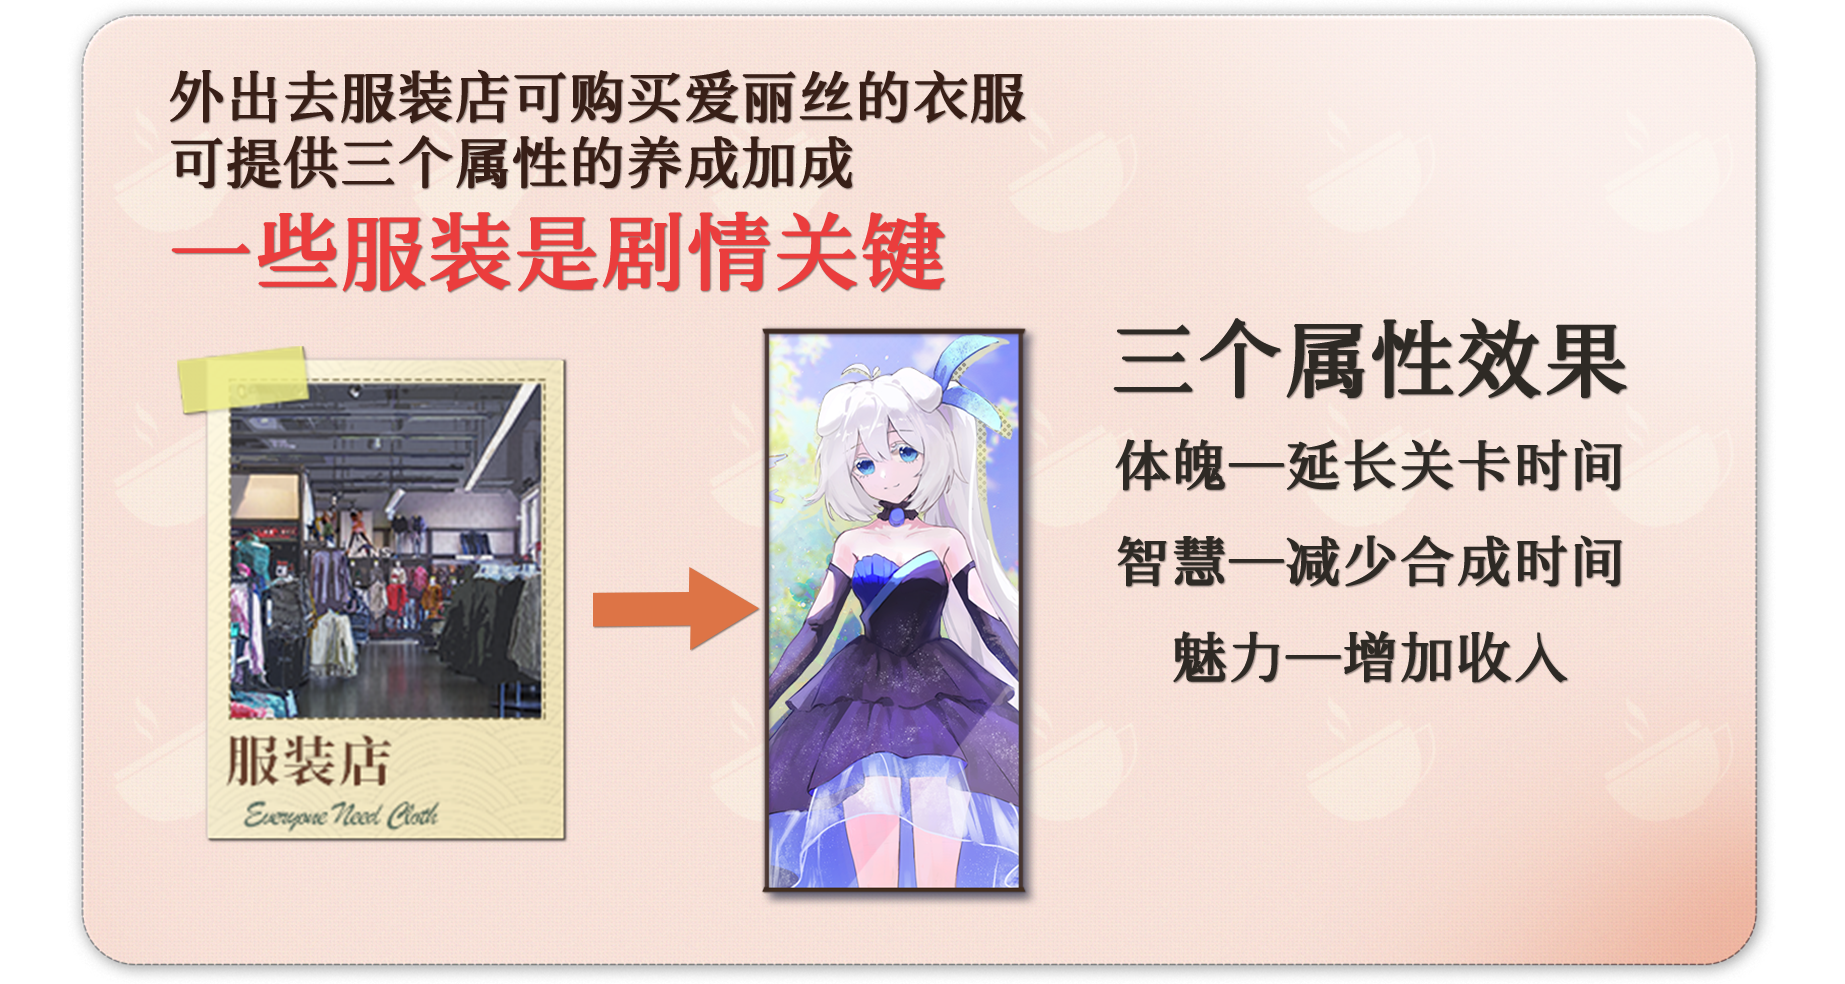 外出去服装店可购买爱丽丝的衣服
可提供三个属性的养成加成
一些服装是剧情关键
服装店
Everyone Need Cloth
三个属性效果
体魄—延长关卡时间
智慧—减少合成时间
魅力—增加收入